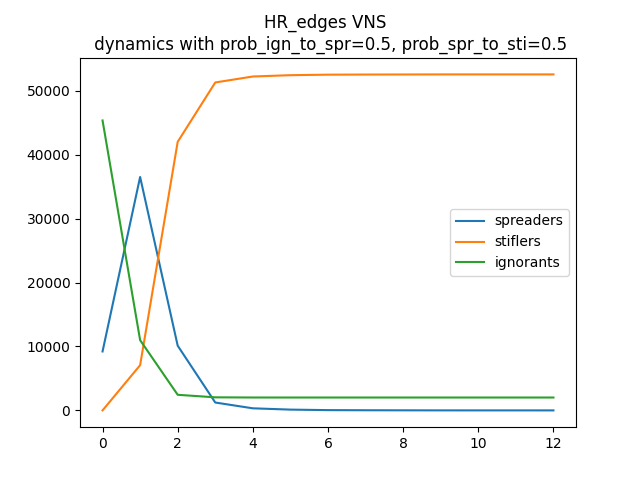 HR_edges VNS
dynamics with prob_ign_to_spr=0.5, prob_spr_to_sti=0.5
50000
40000
30000
20000
10000
0
spreaders
stiflers
ignorants
0 2 4 6 8 10 12